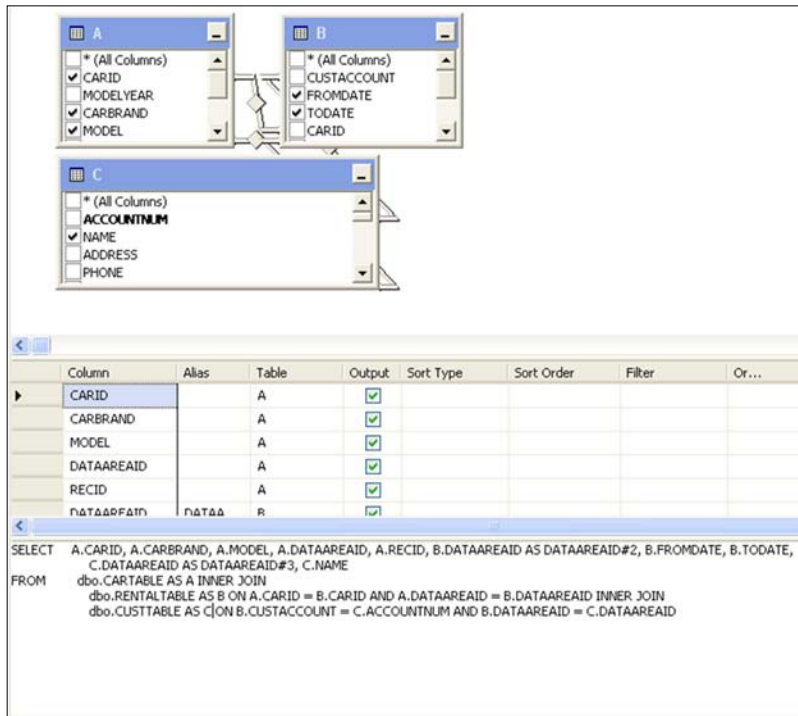 A
* (All Columns)
CARID
MODELYEAR
CARBRAND
MODEL
B
* (All Columns)
CUSTACCOUNT
FROMDATE
TODATE
CARID
C
* (All Columns)
ACCOUNTNUM
NAME
ADDRESS
PHONE
Column Alias Table Output Sort Type Sort Order Filter Or...
CARID A
CARBRAND A
MODEL A
DATAAREAID A
RECID A
DATAAREAID DATAA B
SELECT A.CARID, A.CARBRAND, A.MODEL, A.DATAAREAID, A.RECID, B.DATAAREAID AS DATAAREAID#2, B.FROMDATE, B.TODATE,
C.DATAAREAID AS DATAAREAID#3, C.NAME
FROM dbo.CARTABLE AS A INNER JOIN
dbo.RENTALTABLE AS B ON A.CARID = B.CARID AND A.DATAAREAID = B.DATAAREAID INNER JOIN
dbo.CUSTTABLE AS C ON B.CUSTACCOUNT = C.ACCOUNTNUM AND B.DATAAREAID = C.DATAAREAID